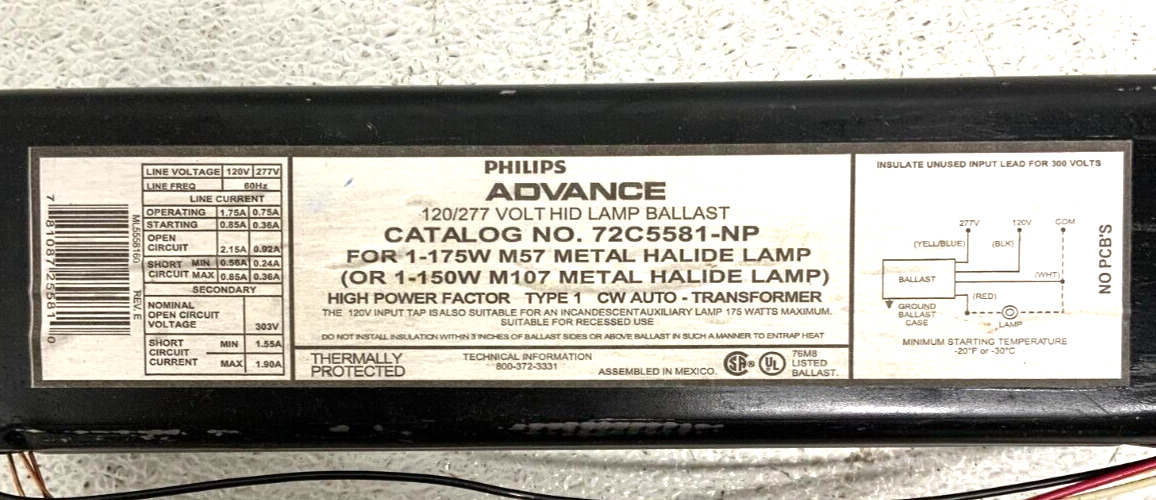 7 81087 25581 0
ML5581160
REV.E.E
LINE VOLTAGE 120V 277V
LINE FREQ 60Hz
LINE CURRENT
OPERATING 1.75A 0.75A
STARTING 0.85A 0.36A
OPEN CIRCUIT 2.15A 0.92A
SHORT CIRCUIT MIN 0.56A 0.24A
MAX 0.85A 0.36A
SECONDARY
NOMINAL
OPEN CIRCUIT
VOLTAGE 303V
SHORT CIRCUIT CURRENT MIN 1.55A
MAX 1.90A
PHILIPS
ADVANCE
120/277 VOLT HID LAMP BALLAST
CATALOG NO. 72C5581-NP
FOR 1-175W M57 METAL HALIDE LAMP
(OR 1-150W M107 METAL HALIDE LAMP)
HIGH POWER FACTOR TYPE 1 CW AUTO - TRANSFORMER
THE 120V INPUT TAP IS ALSO SUITABLE FOR AN INCANDESCENT AUXILIARY LAMP 175 WATTS MAXIMUM.
SUITABLE FOR RECESSED USE
DO NOT INSTALL INSULATION WITHIN 3 INCHES OF BALLAST SIDES OR ABOVE BALLAST IN SUCH A MANNER TO ENTRAP HEAT
THERMALLY
PROTECTED
TECHNICAL INFORMATION
800-372-3331
ASSEMBLED IN MEXICO.
SA
UL
76M8
LISTED
BALLAST.
INSULATE UNUSED INPUT LEAD FOR 300 VOLTS
277V 120V COM
(YELL/BLUE) (BLK)
BALLAST
(WHT)
(RED)
GROUND
BALLAST
CASE
LAMP
MINIMUM STARTING TEMPERATURE
-20°F or -30°C
NO PCB'S